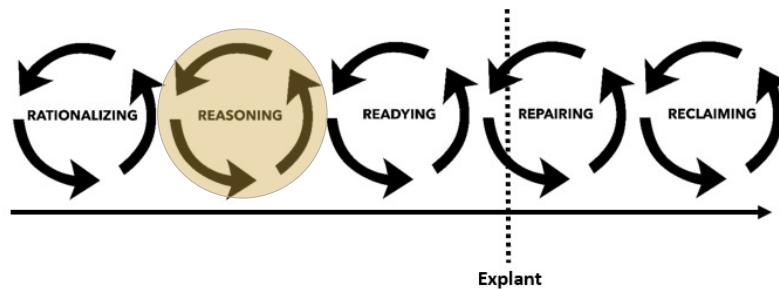 RATIONALIZING
REASONING
READYING
REPAIRING
RECLAIMING
Explant